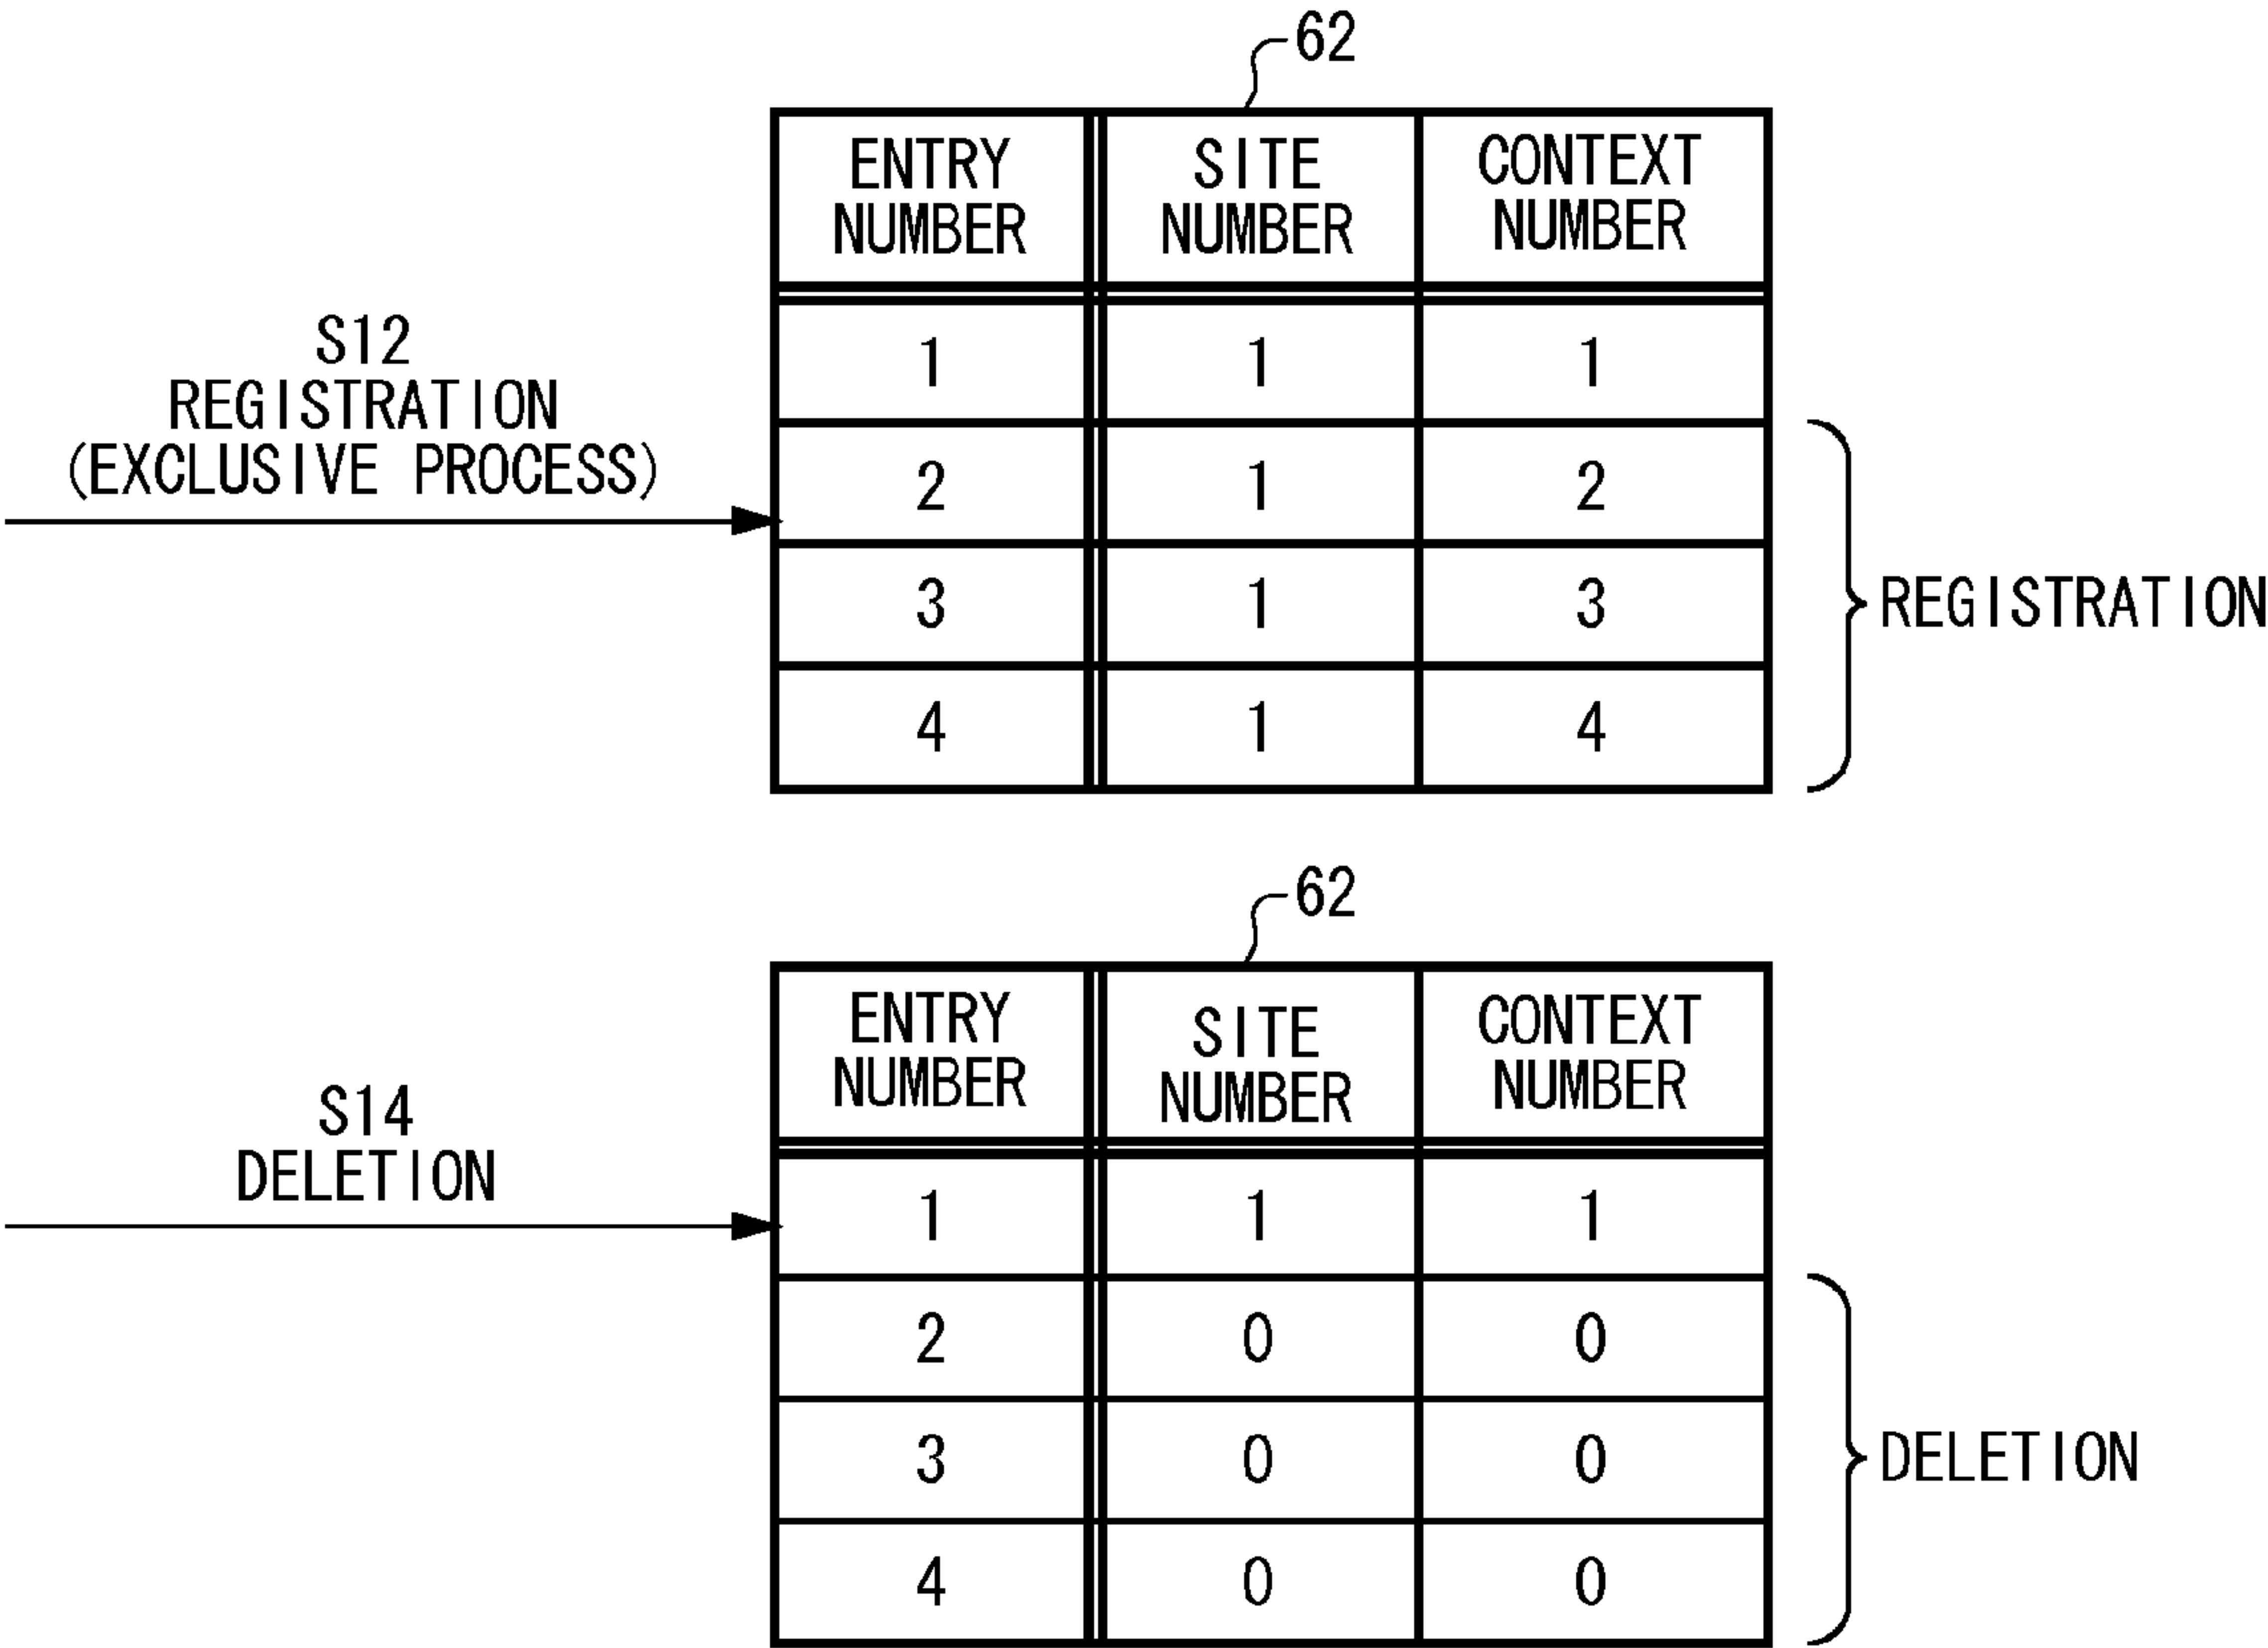 62
ENTRY NUMBER SITE NUMBER CONTEXT NUMBER
S12
REGISTRATION
(EXCLUSIVE PROCESS)
1 1 1
2 1 2
3 1 3
4 1 4
REGISTRATION
62
ENTRY NUMBER SITE NUMBER CONTEXT NUMBER
S14
DELETION
1 1 1
2 0 0
3 0 0
4 0 0
DELETION